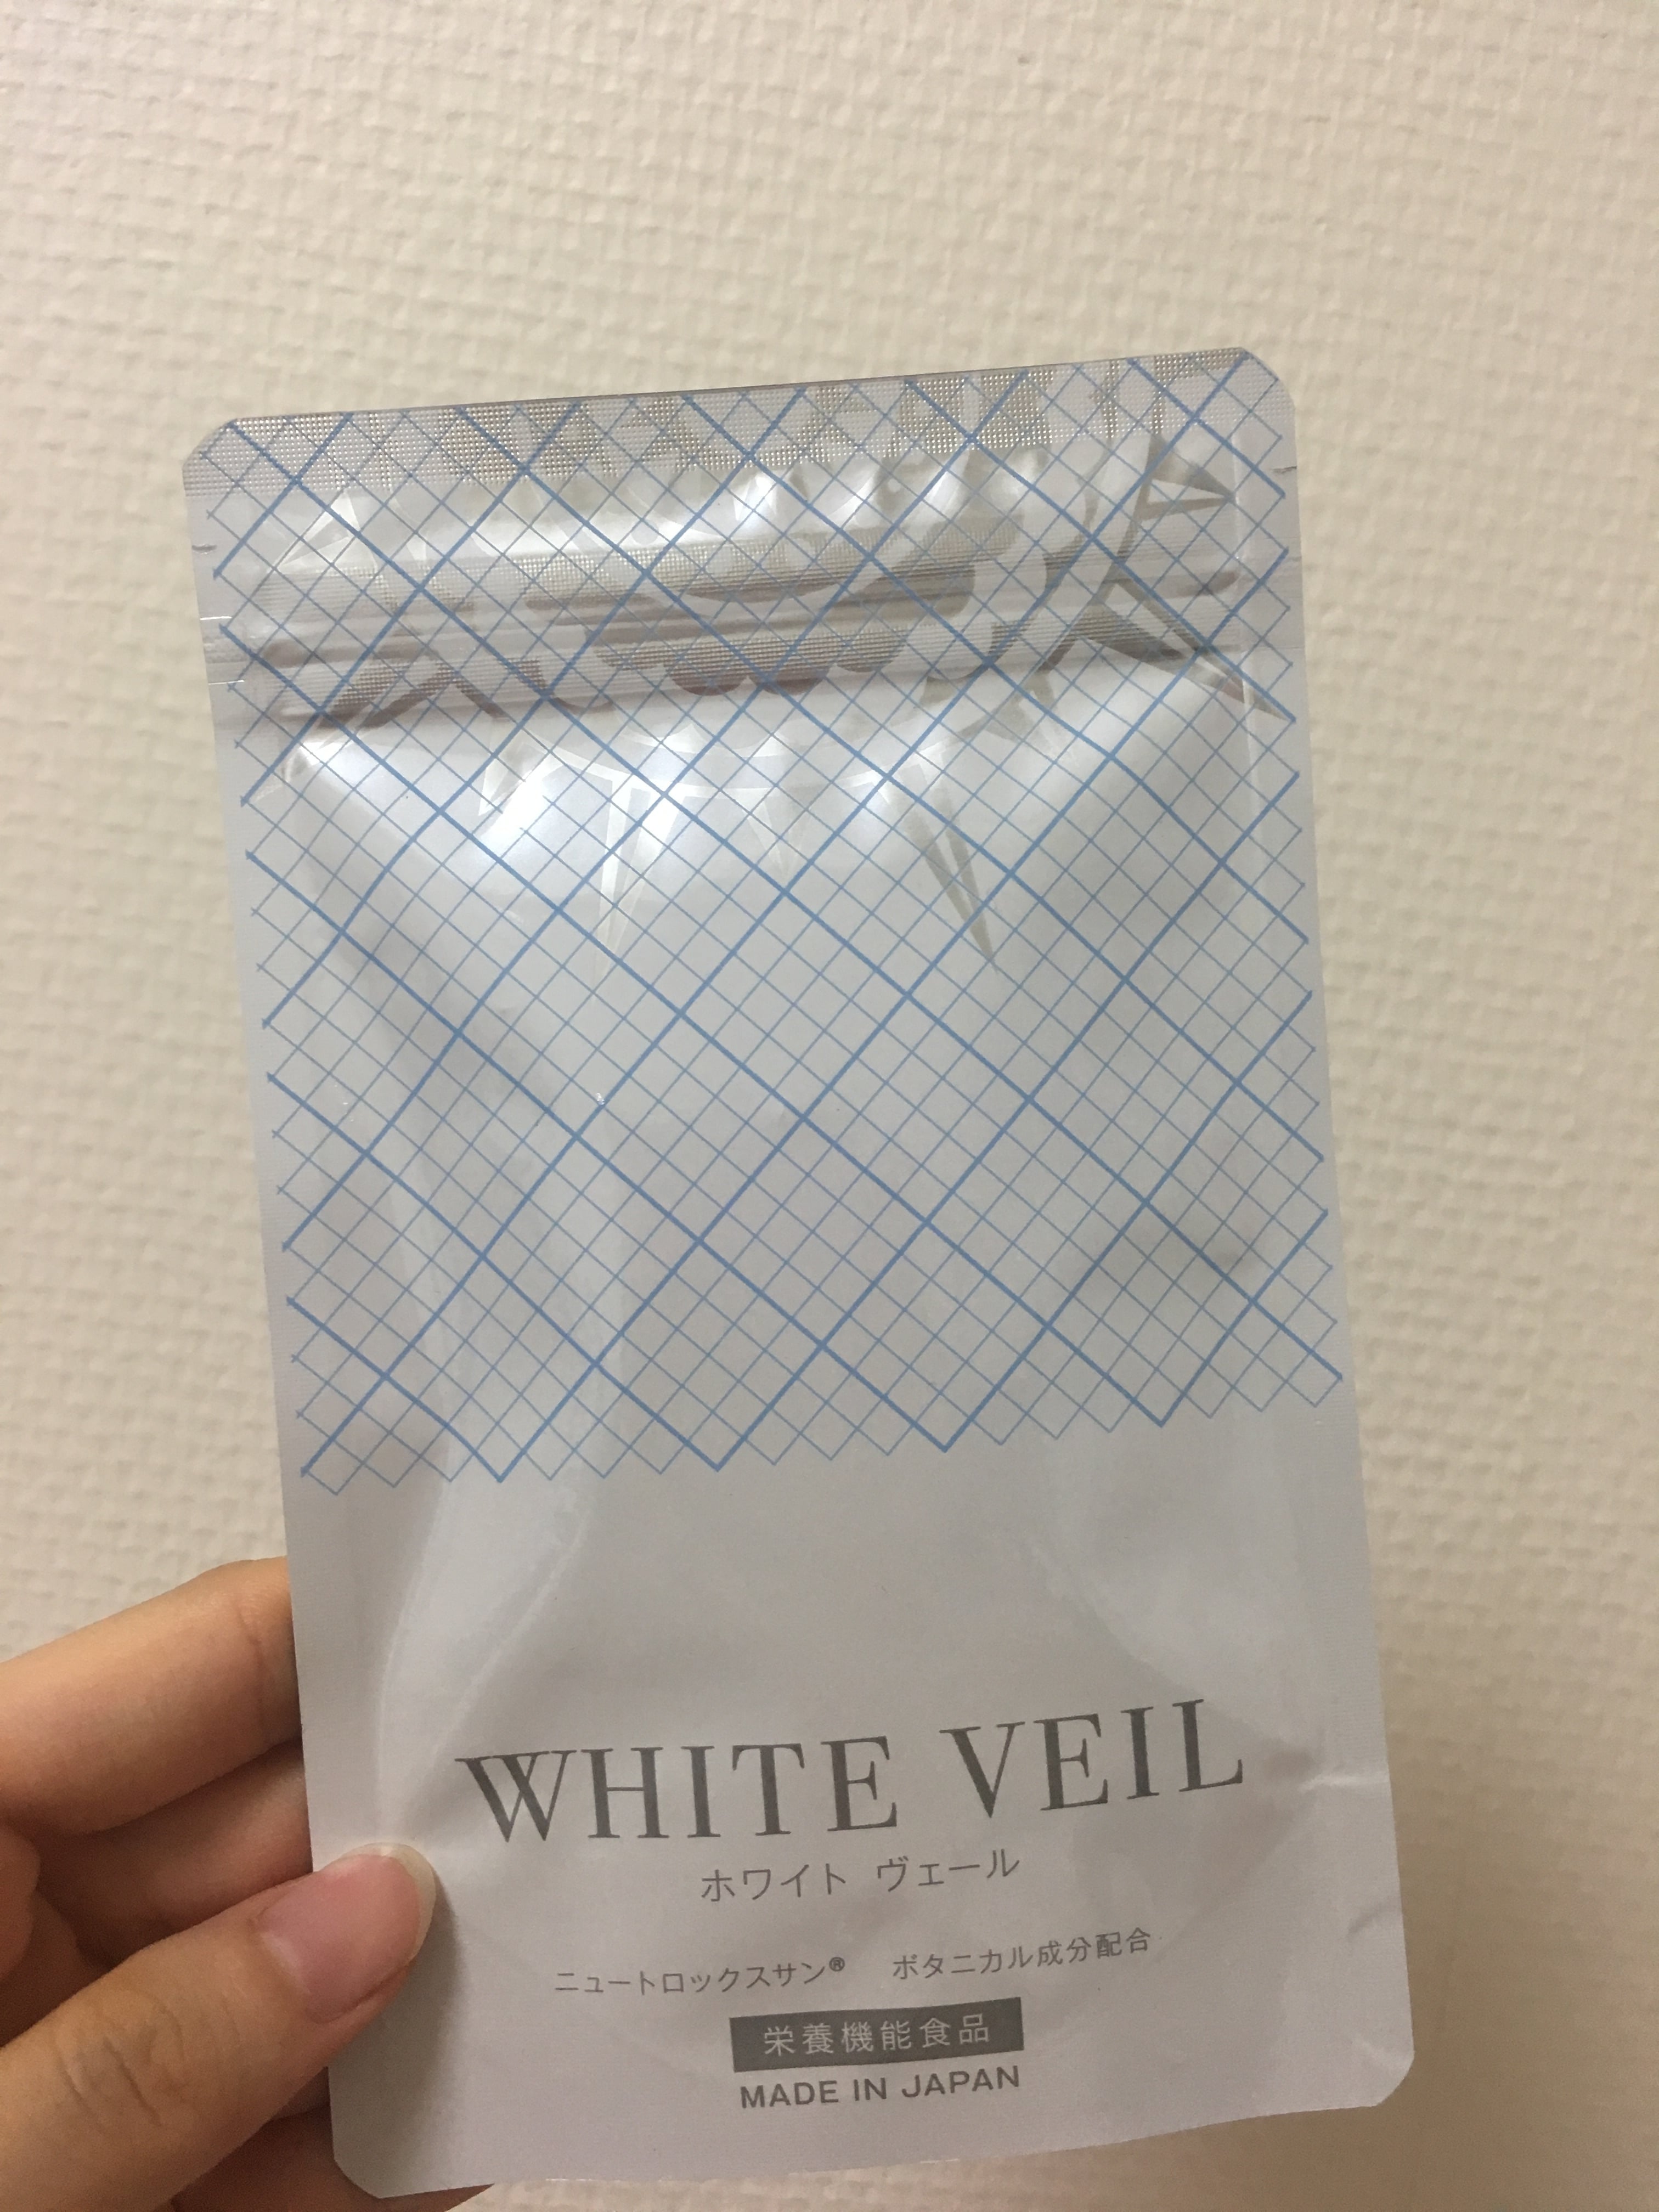 WHITE VEIL
ホワイト ヴェール
ニュートロックスサン® ボタニカル成分配合
栄養機能食品
MADE IN JAPAN